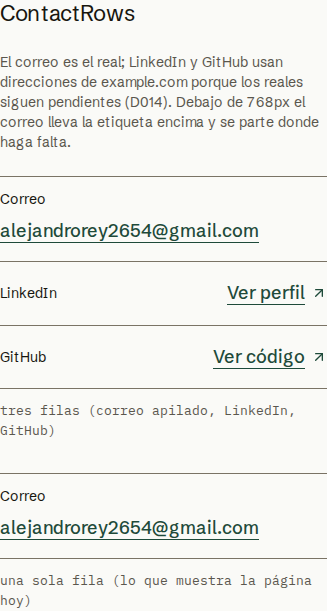 ContactRows
El correo es el real; LinkedIn y GitHub usan
direcciones de example.com porque los reales
siguen pendientes (D014). Debajo de 768px el
correo lleva la etiqueta encima y se parte donde
haga falta.
Correo
alejandrorey2654@gmail.com
LinkedIn Ver perfil ↗
GitHub Ver código ↗
tres filas (correo apilado, LinkedIn,
GitHub)
Correo
alejandrorey2654@gmail.com
una sola fila (lo que muestra la página
hoy)